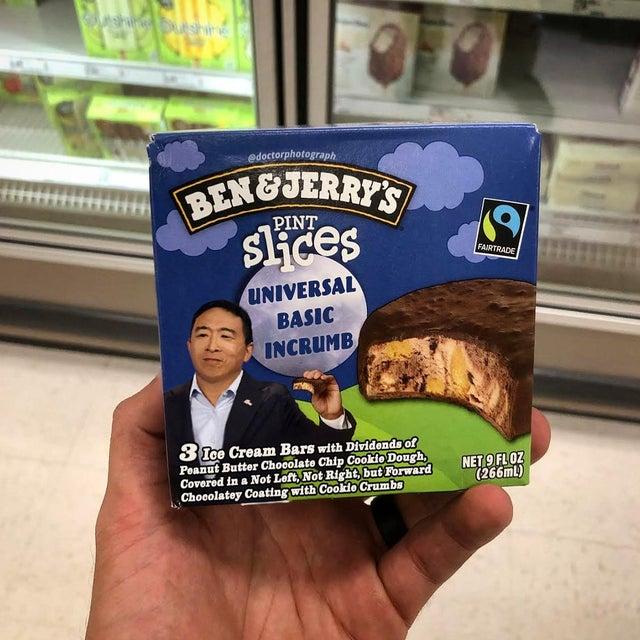 Outshine
Outshine
@doctorphotograph
BEN & JERRY'S
PINT
slices
FAIRTRADE
UNIVERSAL
BASIC
INCRUMB
3 Ice Cream Bars with Dividends of
Peanut Butter Chocolate Chip Cookie Dough,
Covered in a Not Left, Not Right, but Forward
Chocolatey Coating with Cookie Crumbs
NET 9 FL OZ
(266mL)